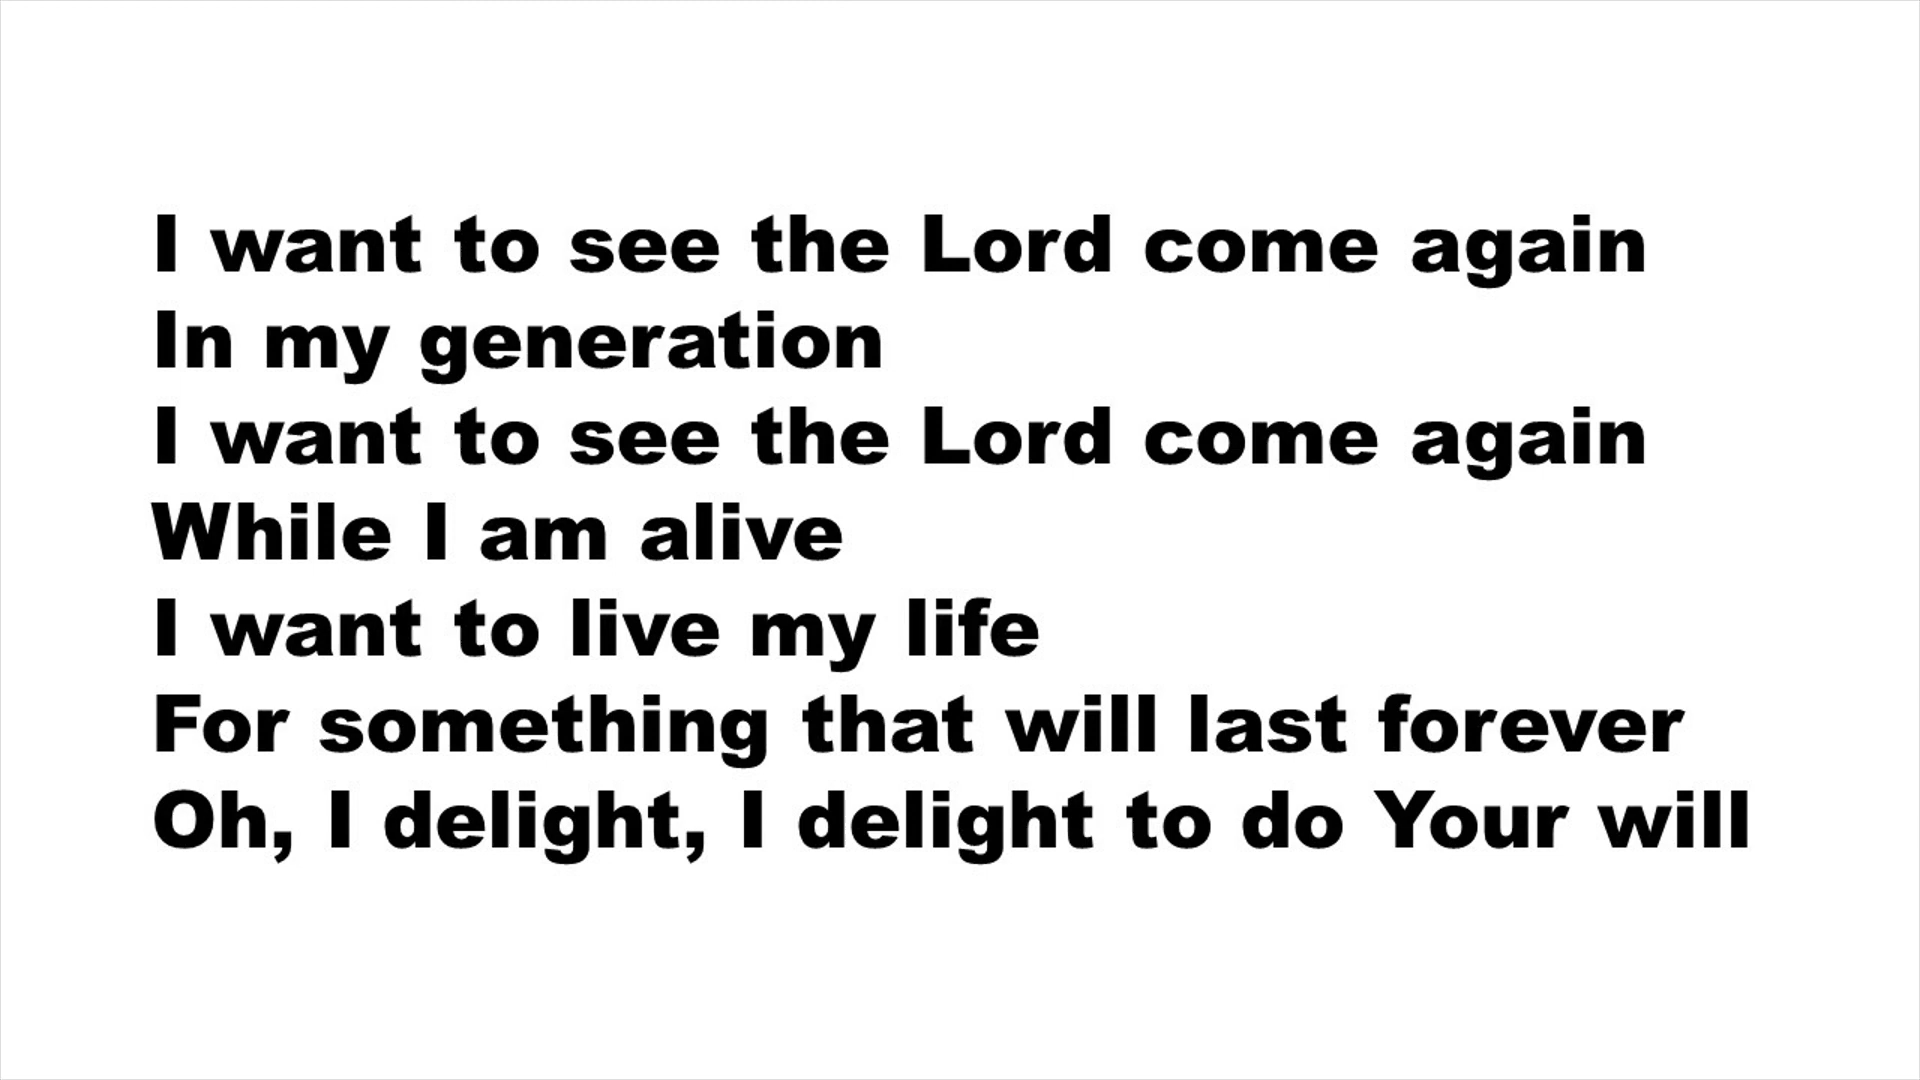 I want to see the Lord come again
In my generation
I want to see the Lord come again
While I am alive
I want to live my life
For something that will last forever
Oh, I delight, I delight to do Your will